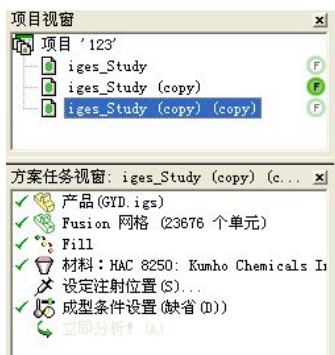 项目视窗
项目 '123'
iges_Study
F
iges_Study (copy)
F
iges_Study (copy) (copy)
F
方案任务视窗: iges_Study (copy) (c...
产品(GYD.igs)
Fusion 网格 (23676 个单元)
Fill
材料：HAC 8250: Kumho Chemicals In
设定注射位置(S)...
成型条件设置(缺省(D))
立即分析! (A)